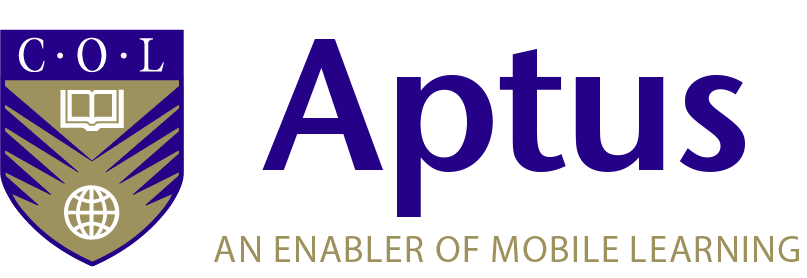 C·O·L
Aptus
AN ENABLER OF MOBILE LEARNING